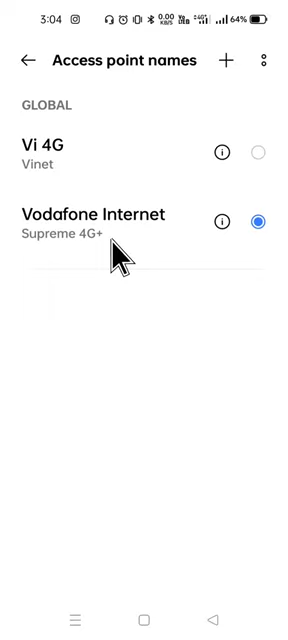 3:04 0.00 KB/S 64%
Access point names
GLOBAL
Vi 4G
Vinet
Vodafone Internet
Supreme 4G+